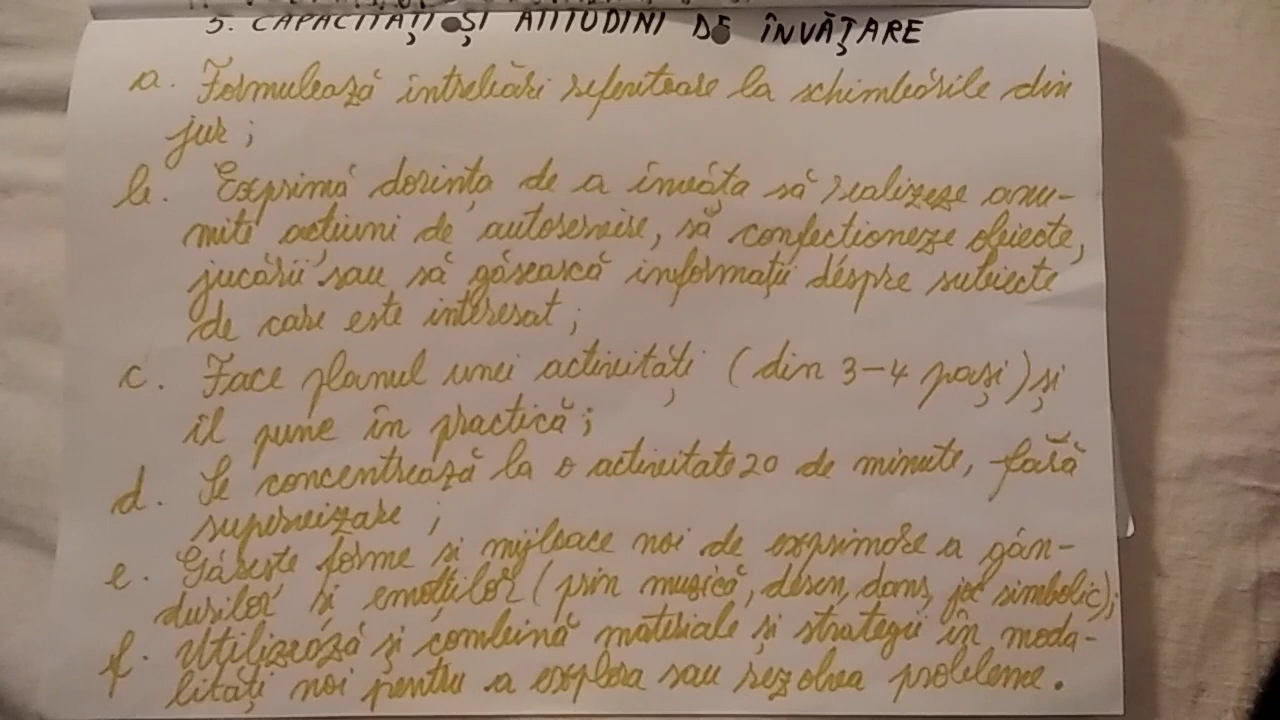 5. CAPACITĂȚI ȘI ATITUDINI DE ÎNVĂȚARE
a. Formulează întrebări referitoare la schimbările din
jur;
b. Exprimă dorința de a învăța să realizeze anu-
mite acțiuni de autoservire, să confecționeze obiecte,
jucării sau să găsească informații despre subiecte
de care este interesat;
c. Face planul unei activități (din 3-4 pași) și
îl pune în practică;
d. Se concentrează la o activitate 20 de minute, fără
supervizare;
e. Găsește forme și mijloace noi de exprimare a gân-
durilor și emoțiilor (prin muzică, desen, dans, joc simbolic);
f. Utilizează și combină materiale și strategii în moda-
lități noi pentru a explora sau rezolva probleme.